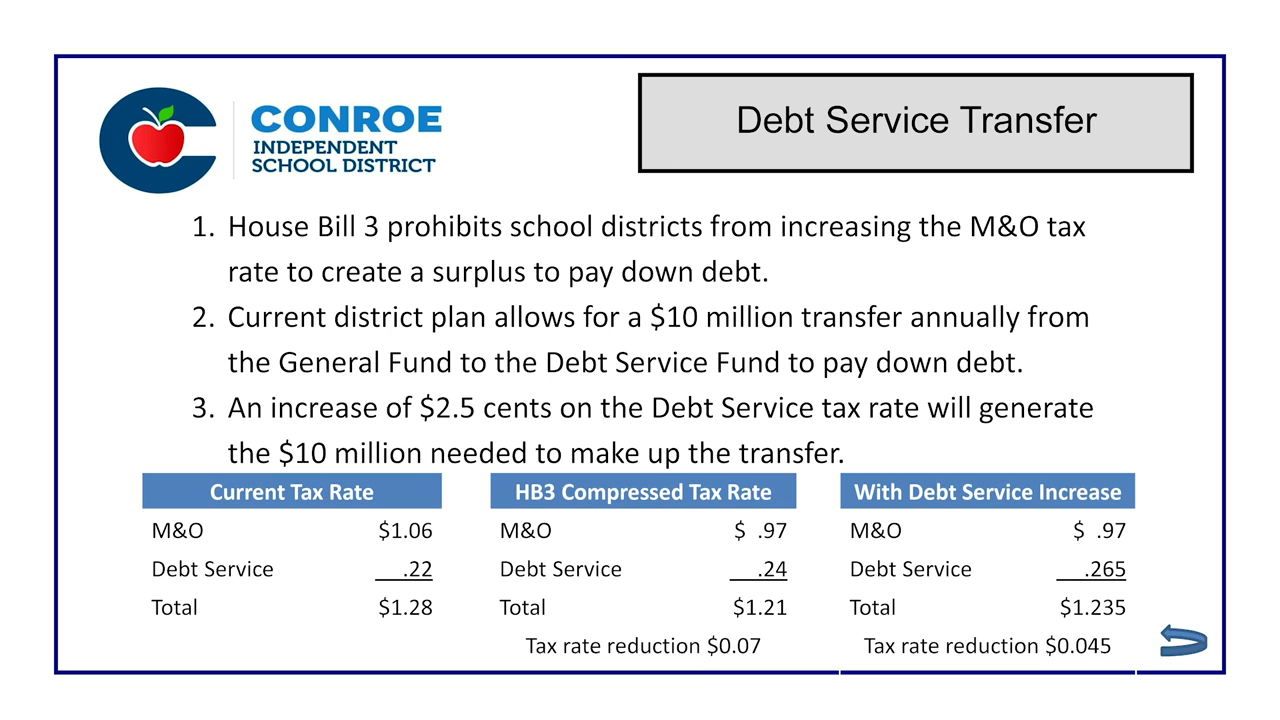 CONROE
INDEPENDENT
SCHOOL DISTRICT
Debt Service Transfer
1. House Bill 3 prohibits school districts from increasing the M&O tax
rate to create a surplus to pay down debt.
2. Current district plan allows for a $10 million transfer annually from
the General Fund to the Debt Service Fund to pay down debt.
3. An increase of $2.5 cents on the Debt Service tax rate will generate
the $10 million needed to make up the transfer.
Current Tax Rate
M&O $1.06
Debt Service .22
Total $1.28
HB3 Compressed Tax Rate
M&O $ .97
Debt Service .24
Total $1.21
Tax rate reduction $0.07
With Debt Service Increase
M&O $ .97
Debt Service .265
Total $1.235
Tax rate reduction $0.045